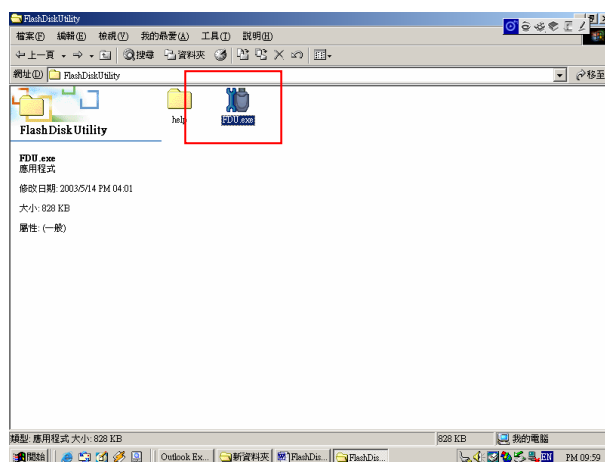 FlashDiskUtility
檔案(F) 編輯(E) 檢視(V) 我的最愛(A) 工具(T) 說明(H)
上一頁 搜尋 資料夾
網址(D) FlashDiskUtility 移至
help FDU.exe
FlashDiskUtility
FDU.exe
應用程式
修改日期: 2003/5/14 PM 04:01
大小: 828 KB
屬性: (一般)
類型: 應用程式 大小: 828 KB 828 KB 我的電腦
開始 Outlook Ex... 新資料夾 FlashDis... FlashDis... EN PM 09:59